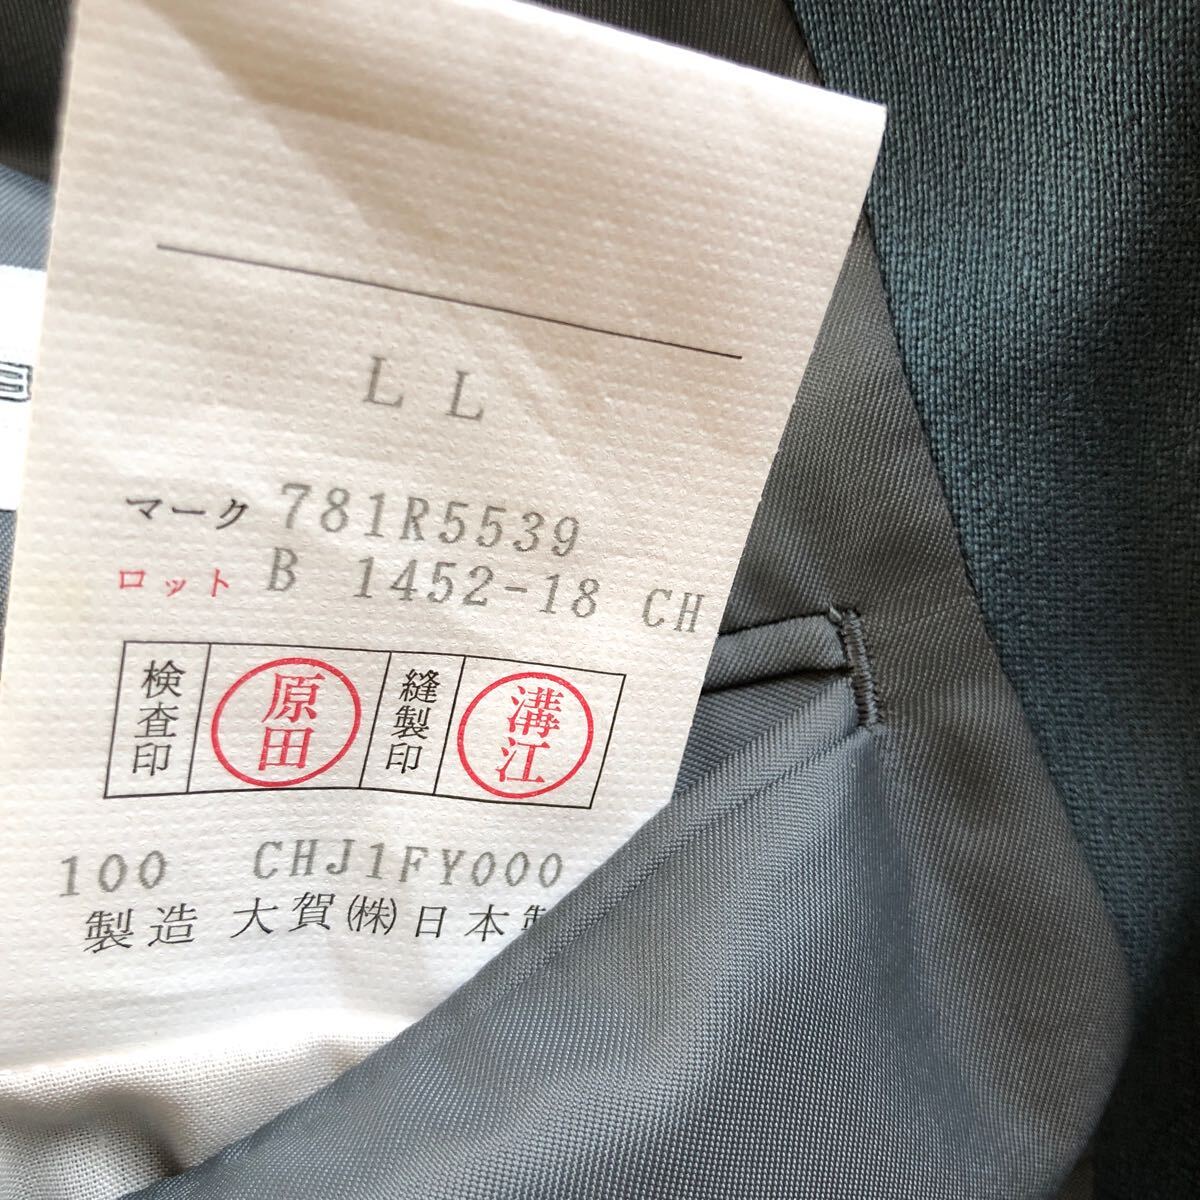 LL
マーク 781R5539
ロット B 1452-18 CH
検査印 原田 縫製印 溝江
100 CHJ1FY000
製造 大賀(株)日本製